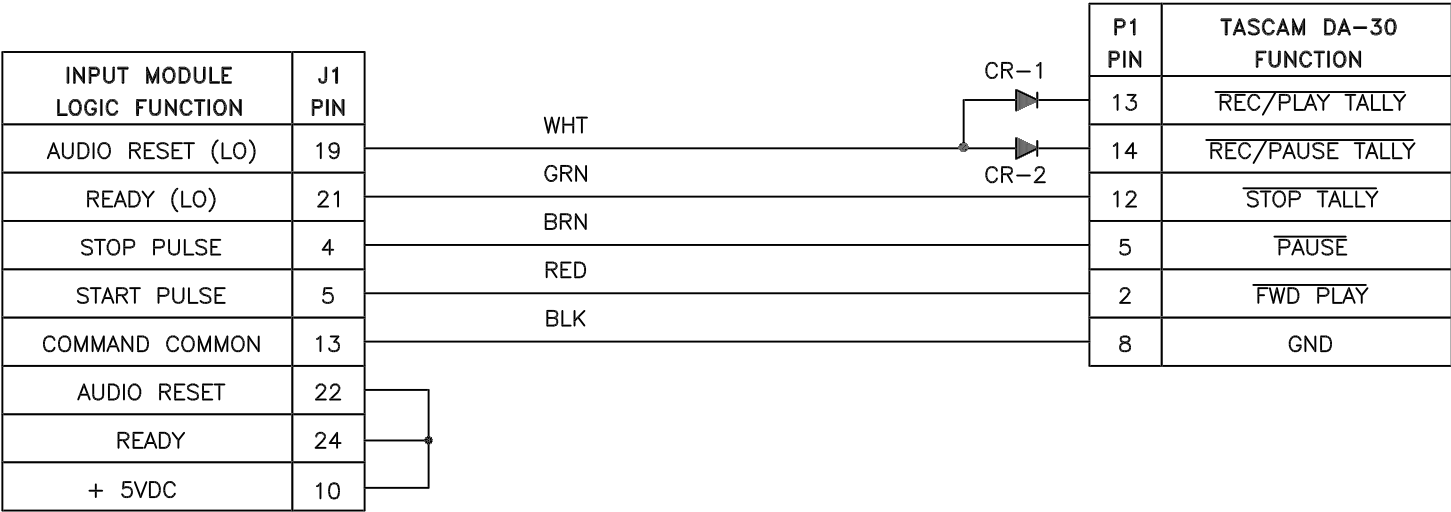 INPUT MODULE
LOGIC FUNCTION
J1
PIN
AUDIO RESET (LO) 19
READY (LO) 21
STOP PULSE 4
START PULSE 5
COMMAND COMMON 13
AUDIO RESET 22
READY 24
+ 5VDC 10
WHT
GRN
BRN
RED
BLK
CR-1
CR-2
P1
PIN
TASCAM DA-30
FUNCTION
13 REC/PLAY TALLY
14 REC/PAUSE TALLY
12 STOP TALLY
5 PAUSE
2 FWD PLAY
8 GND